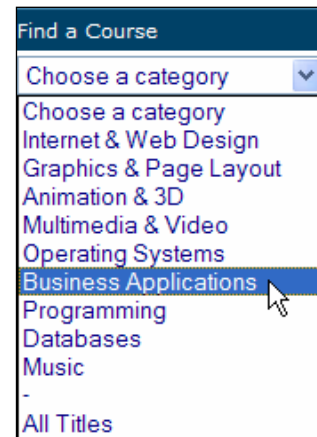 Find a Course
Choose a category
Choose a category
Internet & Web Design
Graphics & Page Layout
Animation & 3D
Multimedia & Video
Operating Systems
Business Applications
Programming
Databases
Music
-
All Titles